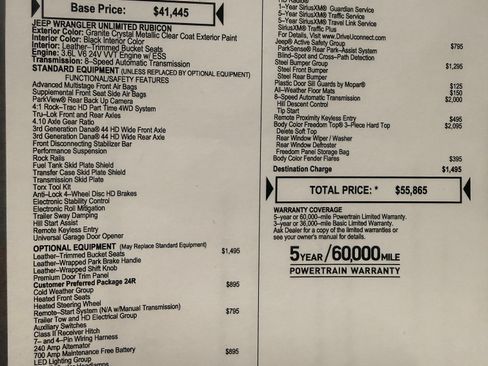 Base Price: $41,445
JEEP WRANGLER UNLIMITED RUBICON
Exterior Color: Granite Crystal Metallic Clear Coat Exterior Paint
Interior Color: Black Interior Color
Interior: Leather–Trimmed Bucket Seats
Engine: 3.6L V6 24V VVT Engine w/ ESS
Transmission: 8–Speed Automatic Transmission
STANDARD EQUIPMENT (UNLESS REPLACED BY OPTIONAL EQUIPMENT)
FUNCTIONAL/SAFETY FEATURES
Advanced Multistage Front Air Bags
Supplemental Front Seat Side Air Bags
ParkView® Rear Back Up Camera
4:1 Rock–Trac HD Part Time 4WD System
Tru–Lok Front and Rear Axles
4.10 Axle Gear Ratio
3rd Generation Dana® 44 HD Wide Front Axle
3rd Generation Dana® 44 HD Wide Rear Axle
Front Disconnecting Stabilizer Bar
Performance Suspension
Rock Rails
Fuel Tank Skid Plate Shield
Transfer Case Skid Plate Shield
Transmission Skid Plate
Torx Tool Kit
Anti–Lock 4–Wheel Disc HD Brakes
Electronic Stability Control
Electronic Roll Mitigation
Trailer Sway Damping
Hill Start Assist
Remote Keyless Entry
Universal Garage Door Opener
OPTIONAL EQUIPMENT (May Replace Standard Equipment)
Leather–Trimmed Bucket Seats $1,495
Leather–Wrapped Park Brake Handle
Leather–Wrapped Shift Knob
Premium Door Trim Panel
Customer Preferred Package 24R
Cold Weather Group $895
Heated Front Seats
Heated Steering Wheel
Remote–Start System (N/A w/Manual Transmission)
Trailer Tow and HD Electrical Group $795
Auxiliary Switches
Class II Receiver Hitch
7– and 4–Pin Wiring Harness
240 Amp Alternator
700 Amp Maintenance Free Battery
LED Lighting Group $895
1–Year SiriusXM® Guardian Service
5–Year SiriusXM® Traffic Service
5–Year SiriusXM® Travel Link Service
SiriusXM® Traffic Plus
For Details, Visit www.DriveUconnect.com
Jeep® Active Safety Group $795
ParkSense® Rear Park–Assist System
Blind–Spot and Cross–Path Detection
Steel Bumper Group $1,295
Steel Front Bumper
Steel Rear Bumper
Plastic Door Sill Guards by Mopar® $125
All–Weather Floor Mats $150
8–Speed Automatic Transmission $2,000
Hill Descent Control
Tip Start
Remote Proximity Keyless Entry $495
Body Color Freedom Top® 3–Piece Hard Top $2,095
Delete Soft Top
Rear Window Wiper / Washer
Rear Window Defroster
Freedom Panel Storage Bag
Body Color Fender Flares $395
Destination Charge $1,495
TOTAL PRICE: * $55,865
WARRANTY COVERAGE
5–year or 60,000–mile Powertrain Limited Warranty.
3–year or 36,000–mile Basic Limited Warranty.
Ask Dealer for a copy of the limited warranties or
see your owner's manual for details.
5 YEAR / 60,000 MILE
POWERTRAIN WARRANTY